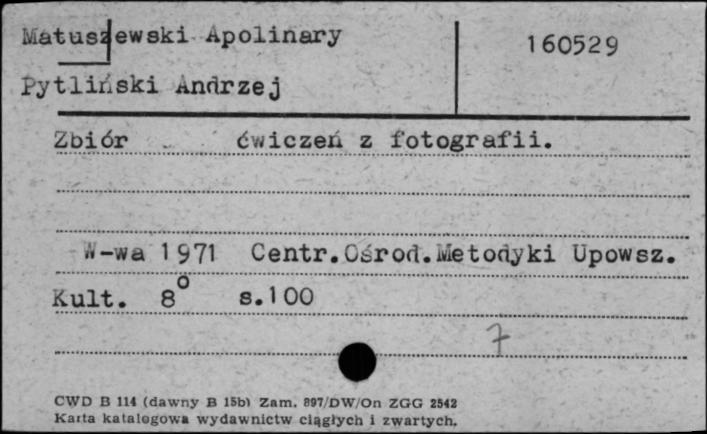 Matuszewski Apolinary
160529
Pytliński Andrzej
Zbiór ćwiczeń z fotografii.
W-wa 1971 Centr.Ośrod.Metodyki Upowsz.
Kult. 8° s.100
7
CWD B 114 (dawny B 15b) Zam. 897/DW/On ZGG 2542
Karta katalogowa wydawnictw ciągłych i zwartych.